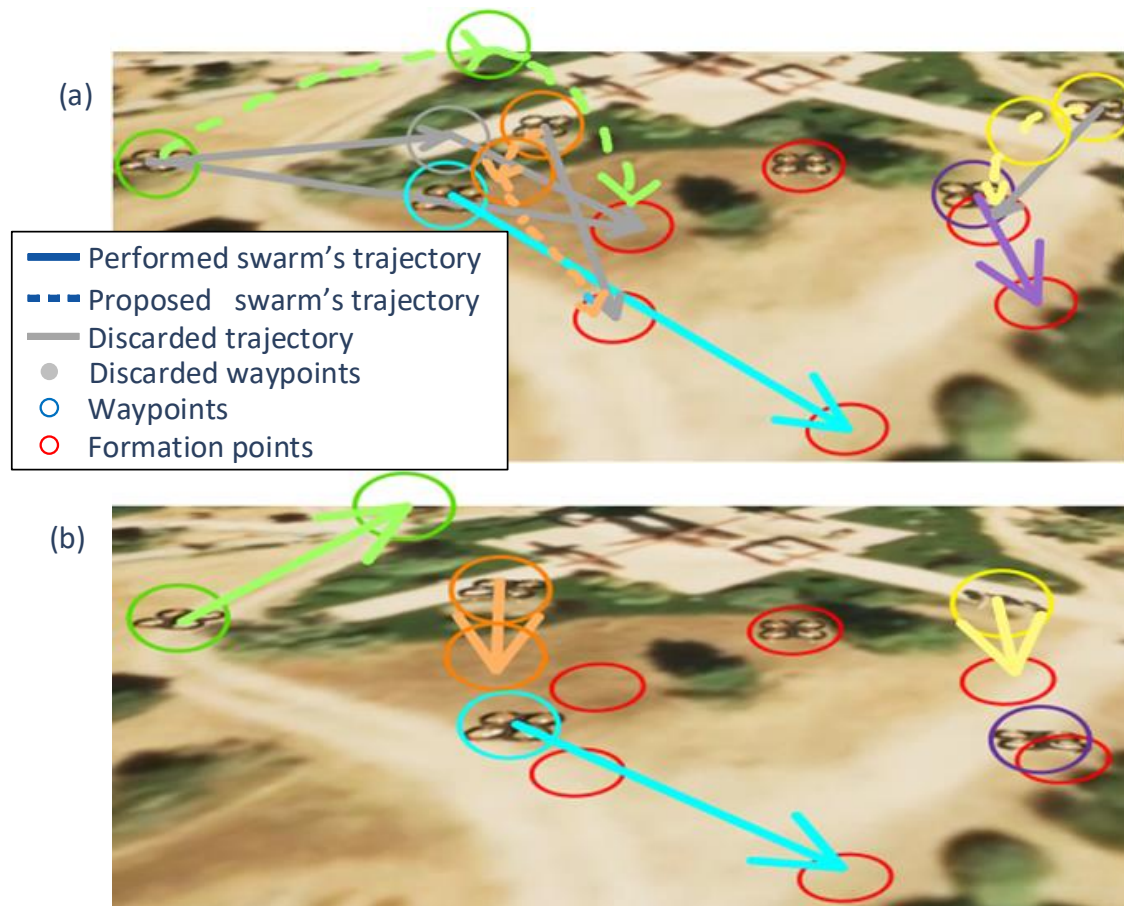 (a)
Performed swarm's trajectory
Proposed swarm's trajectory
Discarded trajectory
Discarded waypoints
Waypoints
Formation points
(b)